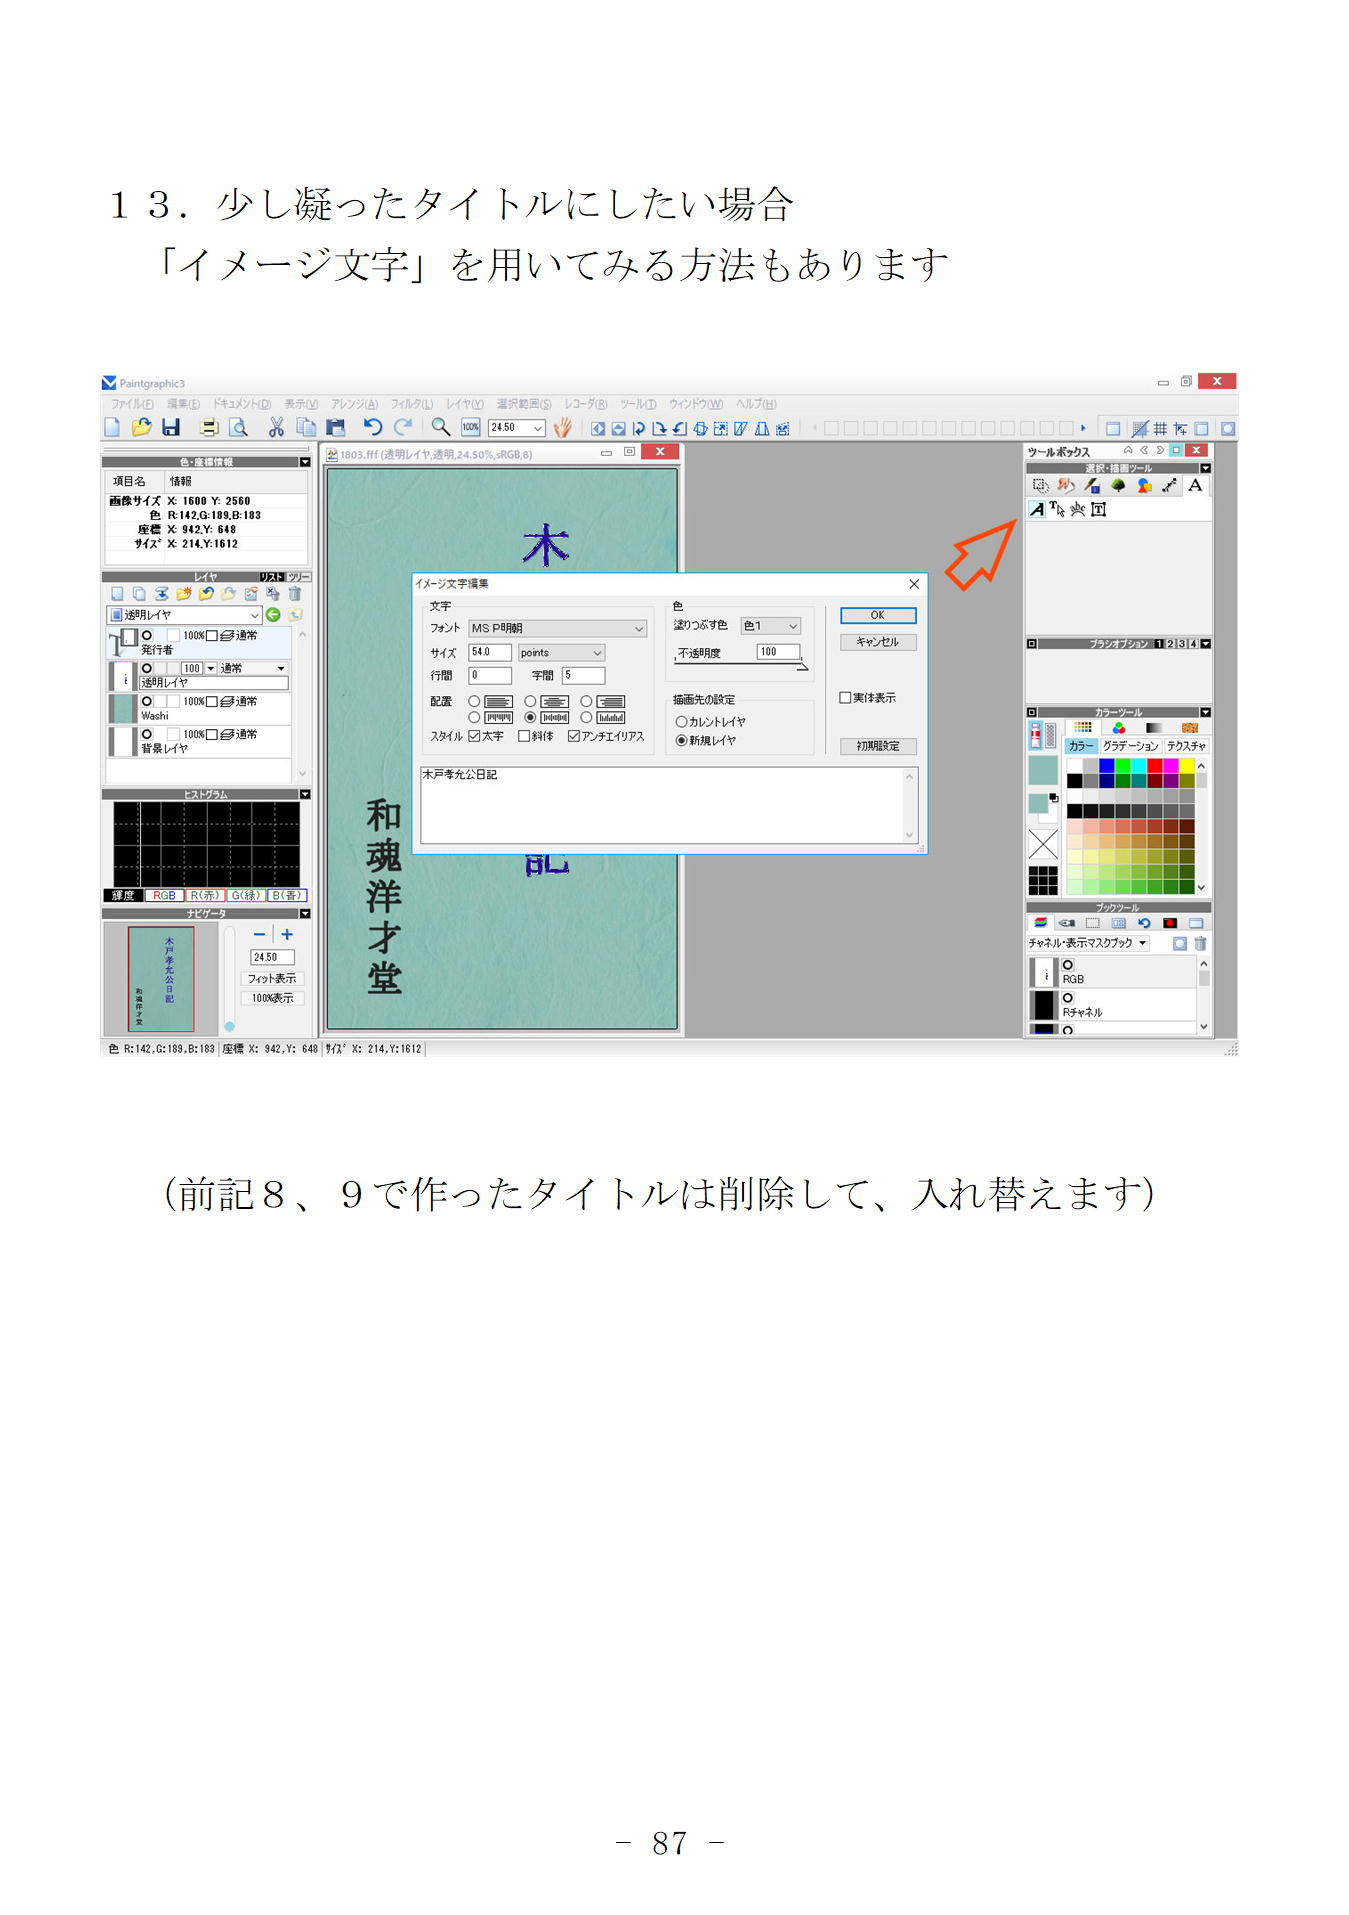 １３．少し凝ったタイトルにしたい場合
「イメージ文字」を用いてみる方法もあります
Paintgraphic3
ファイル(F) 編集(E) ドキュメント(D) 表示(V) アレンジ(A) フィルタ(L) レイヤ(Y) 選択範囲(S) レコーダ(R) ツール(T) ウィンドウ(W) ヘルプ(H)
100% 24.50
色・座標情報
項目名 情報
画像サイズ X: 1600 Y: 2560
色 R:142,G:189,B:183
座標 X: 942,Y: 648
ｻｲｽﾞ X: 214,Y:1612
レイヤ リスト ツリー
透明レイヤ
100% 通常
発行者
100 通常
透明レイヤ
100% 通常
Washi
100% 通常
背景レイヤ
ヒストグラム
輝度 RGB R(赤) G(緑) B(青)
ナビゲータ
木戸孝允公日記
和魂洋才堂
24.50
フィット表示
100%表示
1803.fff (透明レイヤ,透明,24.50%,sRGB,8)
木
記
和魂洋才堂
イメージ文字編集
文字
フォント MS P明朝
サイズ 54.0 points
行間 0 字間 5
配置
スタイル 太字 斜体 アンチエイリアス
色
塗りつぶす色 色1
不透明度 100
描画先の設定
カレントレイヤ
新規レイヤ
OK
キャンセル
実体表示
初期設定
木戸孝允公日記
ツールボックス
選択・描画ツール
A
A T abc T
ブラシオプション 1 2 3 4
カラーツール
カラー グラデーション テクスチャ
ブックツール
チャネル・表示マスクブック
RGB
Rチャネル
色 R:142,G:189,B:183 座標 X: 942,Y: 648 ｻｲｽﾞ X: 214,Y:1612
（前記８、９で作ったタイトルは削除して、入れ替えます）
- 87 -